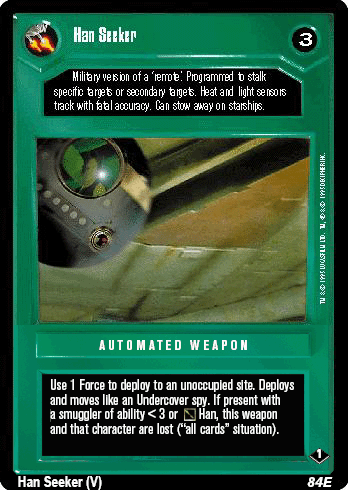 Han Seeker
3
Military version of a 'remote'. Programmed to stalk
specific targets or secondary targets. Heat and light sensors
track with fatal accuracy. Can stow away on starships.
AUTOMATED WEAPON
Use 1 Force to deploy to an unoccupied site. Deploys
and moves like an Undercover spy. If present with
a smuggler of ability < 3 or Han, this weapon
and that character are lost ("all cards" situation).
1
Han Seeker (V)
84E